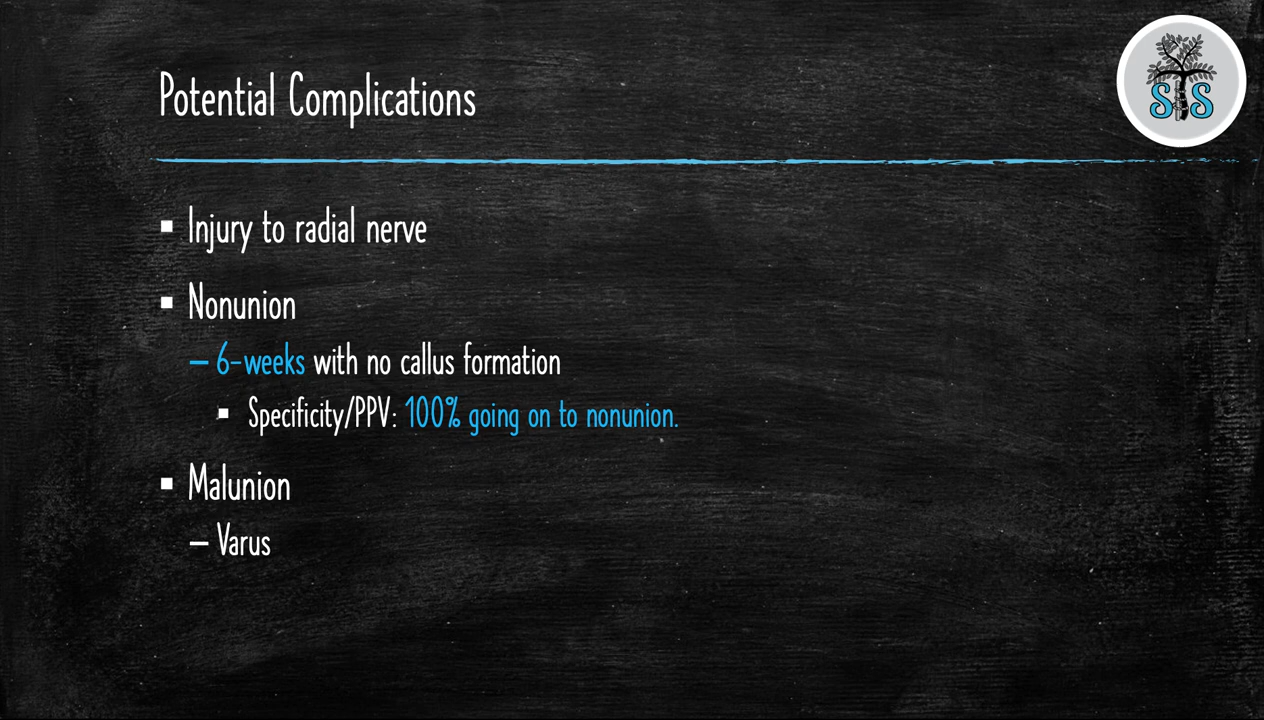 Potential Complications
STS
▪ Injury to radial nerve
▪ Nonunion
– 6-weeks with no callus formation
▪ Specificity/PPV: 100% going on to nonunion.
▪ Malunion
– Varus